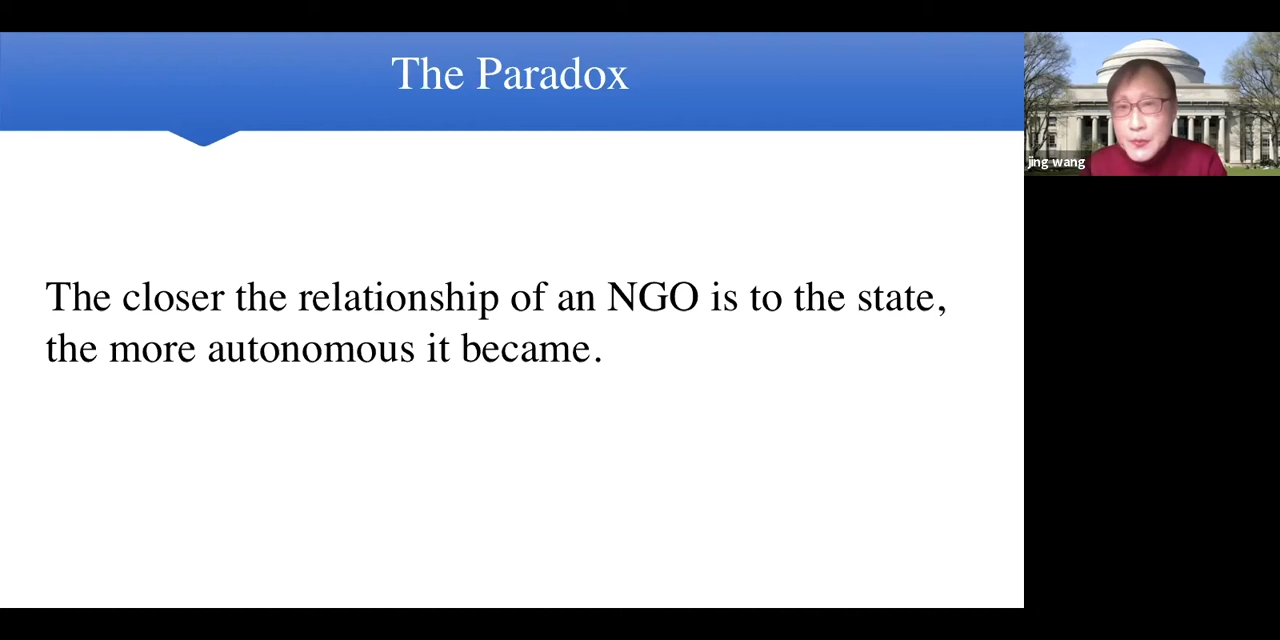 The Paradox
The closer the relationship of an NGO is to the state,
the more autonomous it became.
jing wang